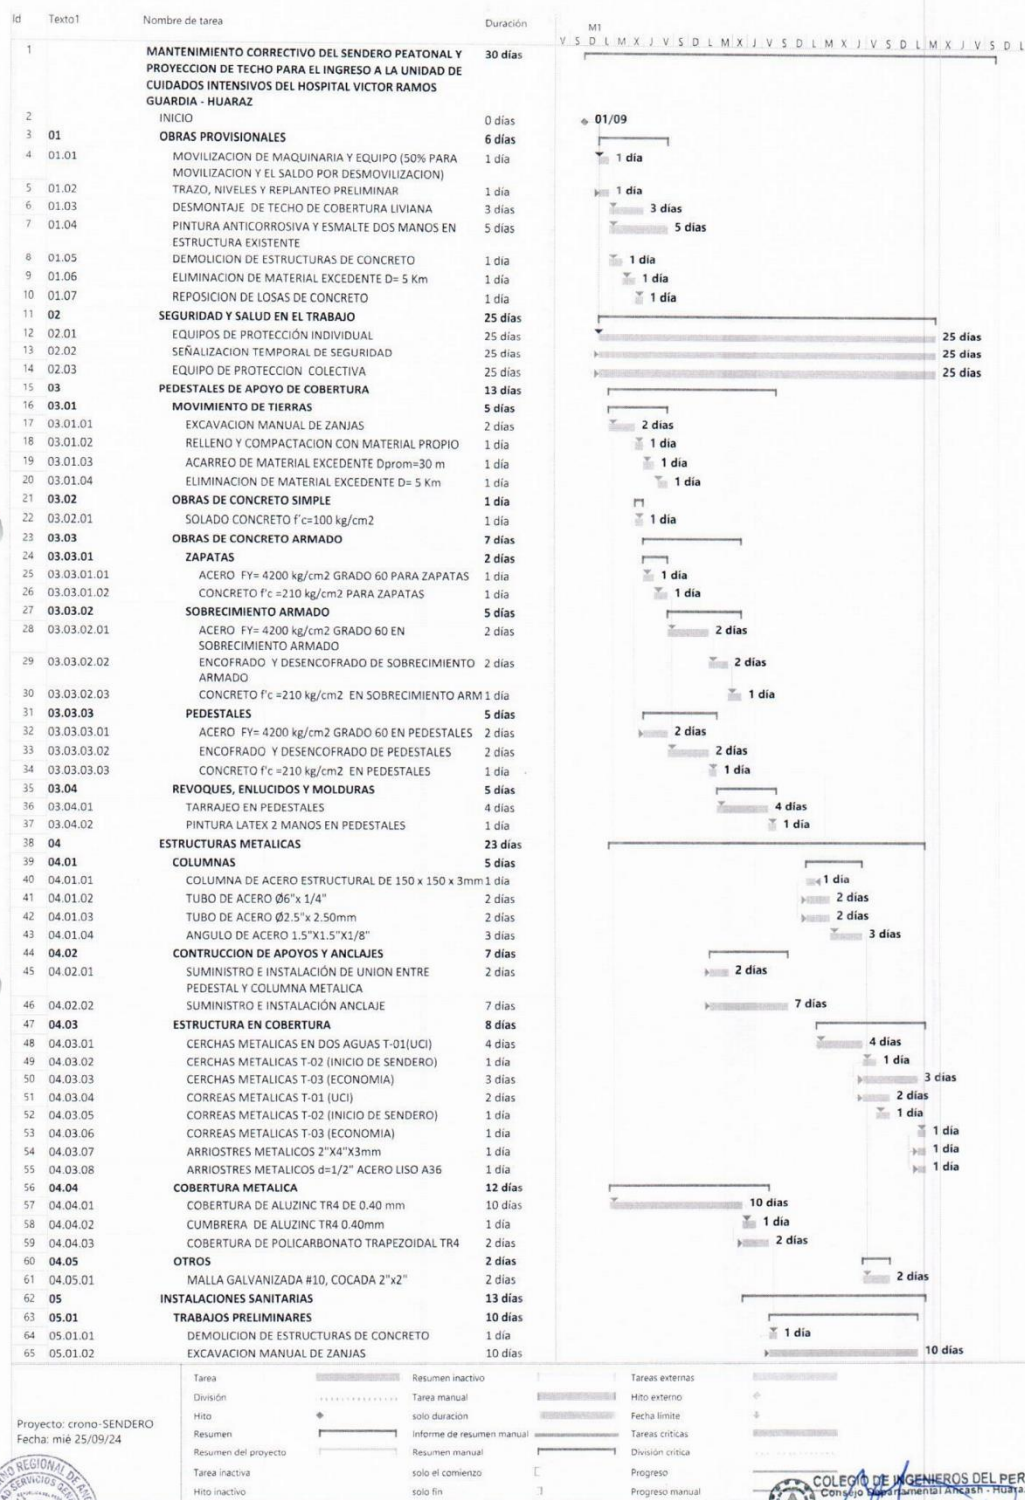 Id Texto1 Nombre de tarea Duración M1
V S D L M X J V S D L M X J V S D L M X J V S D L M X J V S D L
1 MANTENIMIENTO CORRECTIVO DEL SENDERO PEATONAL Y 30 días
PROYECCION DE TECHO PARA EL INGRESO A LA UNIDAD DE
CUIDADOS INTENSIVOS DEL HOSPITAL VICTOR RAMOS
GUARDIA - HUARAZ
2 INICIO 0 días 01/09
3 01 OBRAS PROVISIONALES 6 días
4 01.01 MOVILIZACION DE MAQUINARIA Y EQUIPO (50% PARA 1 día 1 día
MOVILIZACION Y EL SALDO POR DESMOVILIZACION)
5 01.02 TRAZO, NIVELES Y REPLANTEO PRELIMINAR 1 día 1 día
6 01.03 DESMONTAJE DE TECHO DE COBERTURA LIVIANA 3 días 3 días
7 01.04 PINTURA ANTICORROSIVA Y ESMALTE DOS MANOS EN 5 días 5 días
ESTRUCTURA EXISTENTE
8 01.05 DEMOLICION DE ESTRUCTURAS DE CONCRETO 1 día 1 día
9 01.06 ELIMINACION DE MATERIAL EXCEDENTE D= 5 Km 1 día 1 día
10 01.07 REPOSICION DE LOSAS DE CONCRETO 1 día 1 día
11 02 SEGURIDAD Y SALUD EN EL TRABAJO 25 días
12 02.01 EQUIPOS DE PROTECCIÓN INDIVIDUAL 25 días 25 días
13 02.02 SEÑALIZACION TEMPORAL DE SEGURIDAD 25 días 25 días
14 02.03 EQUIPO DE PROTECCION COLECTIVA 25 días 25 días
15 03 PEDESTALES DE APOYO DE COBERTURA 13 días
16 03.01 MOVIMIENTO DE TIERRAS 5 días
17 03.01.01 EXCAVACION MANUAL DE ZANJAS 2 días 2 días
18 03.01.02 RELLENO Y COMPACTACION CON MATERIAL PROPIO 1 día 1 día
19 03.01.03 ACARREO DE MATERIAL EXCEDENTE Dprom=30 m 1 día 1 día
20 03.01.04 ELIMINACION DE MATERIAL EXCEDENTE D= 5 Km 1 día 1 día
21 03.02 OBRAS DE CONCRETO SIMPLE 1 día
22 03.02.01 SOLADO CONCRETO f´c=100 kg/cm2 1 día 1 día
23 03.03 OBRAS DE CONCRETO ARMADO 7 días
24 03.03.01 ZAPATAS 2 días
25 03.03.01.01 ACERO FY= 4200 kg/cm2 GRADO 60 PARA ZAPATAS 1 día 1 día
26 03.03.01.02 CONCRETO f'c =210 kg/cm2 PARA ZAPATAS 1 día 1 día
27 03.03.02 SOBRECIMIENTO ARMADO 5 días
28 03.03.02.01 ACERO FY= 4200 kg/cm2 GRADO 60 EN 2 días 2 días
SOBRECIMIENTO ARMADO
29 03.03.02.02 ENCOFRADO Y DESENCOFRADO DE SOBRECIMIENTO 2 días 2 días
ARMADO
30 03.03.02.03 CONCRETO f'c =210 kg/cm2 EN SOBRECIMIENTO ARM 1 día 1 día
31 03.03.03 PEDESTALES 5 días
32 03.03.03.01 ACERO FY= 4200 kg/cm2 GRADO 60 EN PEDESTALES 2 días 2 días
33 03.03.03.02 ENCOFRADO Y DESENCOFRADO DE PEDESTALES 2 días 2 días
34 03.03.03.03 CONCRETO f'c =210 kg/cm2 EN PEDESTALES 1 día 1 día
35 03.04 REVOQUES, ENLUCIDOS Y MOLDURAS 5 días
36 03.04.01 TARRAJEO EN PEDESTALES 4 días 4 días
37 03.04.02 PINTURA LATEX 2 MANOS EN PEDESTALES 1 día 1 día
38 04 ESTRUCTURAS METALICAS 23 días
39 04.01 COLUMNAS 5 días
40 04.01.01 COLUMNA DE ACERO ESTRUCTURAL DE 150 x 150 x 3mm 1 día 1 día
41 04.01.02 TUBO DE ACERO Ø6"x 1/4" 2 días 2 días
42 04.01.03 TUBO DE ACERO Ø2.5"x 2.50mm 2 días 2 días
43 04.01.04 ANGULO DE ACERO 1.5"X1.5"X1/8" 3 días 3 días
44 04.02 CONTRUCCION DE APOYOS Y ANCLAJES 7 días
45 04.02.01 SUMINISTRO E INSTALACIÓN DE UNION ENTRE 2 días 2 días
PEDESTAL Y COLUMNA METALICA
46 04.02.02 SUMINISTRO E INSTALACIÓN ANCLAJE 7 días 7 días
47 04.03 ESTRUCTURA EN COBERTURA 8 días
48 04.03.01 CERCHAS METALICAS EN DOS AGUAS T-01(UCI) 4 días 4 días
49 04.03.02 CERCHAS METALICAS T-02 (INICIO DE SENDERO) 1 día 1 día
50 04.03.03 CERCHAS METALICAS T-03 (ECONOMIA) 3 días 3 días
51 04.03.04 CORREAS METALICAS T-01 (UCI) 2 días 2 días
52 04.03.05 CORREAS METALICAS T-02 (INICIO DE SENDERO) 1 día 1 día
53 04.03.06 CORREAS METALICAS T-03 (ECONOMIA) 1 día 1 día
54 04.03.07 ARRIOSTRES METALICOS 2"X4"X3mm 1 día 1 día
55 04.03.08 ARRIOSTRES METALICOS d=1/2" ACERO LISO A36 1 día 1 día
56 04.04 COBERTURA METALICA 12 días
57 04.04.01 COBERTURA DE ALUZINC TR4 DE 0.40 mm 10 días 10 días
58 04.04.02 CUMBRERA DE ALUZINC TR4 0.40mm 1 día 1 día
59 04.04.03 COBERTURA DE POLICARBONATO TRAPEZOIDAL TR4 2 días 2 días
60 04.05 OTROS 2 días
61 04.05.01 MALLA GALVANIZADA #10, COCADA 2"x2" 2 días 2 días
62 05 INSTALACIONES SANITARIAS 13 días
63 05.01 TRABAJOS PRELIMINARES 10 días
64 05.01.01 DEMOLICION DE ESTRUCTURAS DE CONCRETO 1 día 1 día
65 05.01.02 EXCAVACION MANUAL DE ZANJAS 10 días 10 días
Proyecto: crono-SENDERO
Fecha: mié 25/09/24
Tarea Resumen inactivo Tareas externas
División Tarea manual Hito externo
Hito solo duración Fecha límite
Resumen Informe de resumen manual Tareas críticas
Resumen del proyecto Resumen manual División crítica
Tarea inactiva solo el comienzo Progreso
Hito inactivo solo fin Progreso manual
COLEGIO DE INGENIEROS DEL PER
Consejo Departamental Ancash - Huaraz